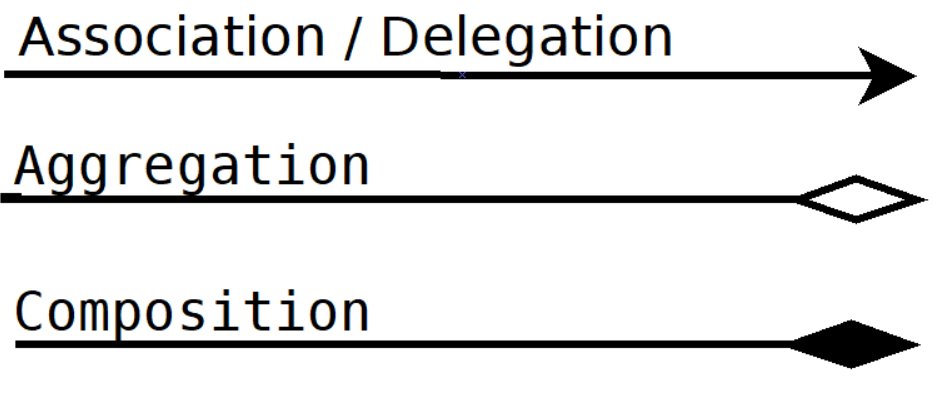 Association / Delegation
Aggregation
Composition